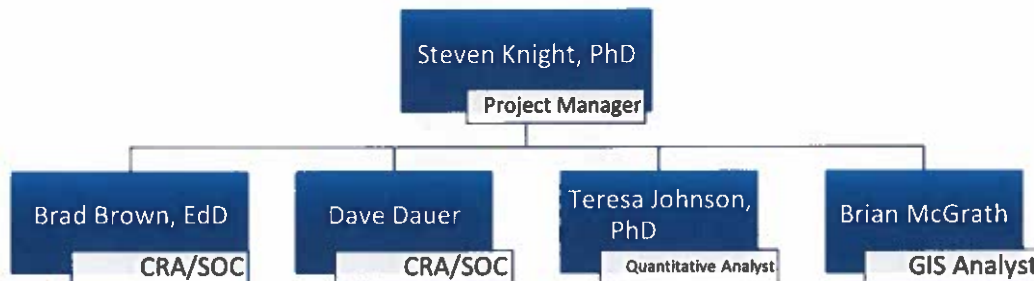 Steven Knight, PhD
Project Manager
Brad Brown, EdD
CRA/SOC
Dave Dauer
CRA/SOC
Teresa Johnson,
PhD
Quantitative Analyst
Brian McGrath
GIS Analyst